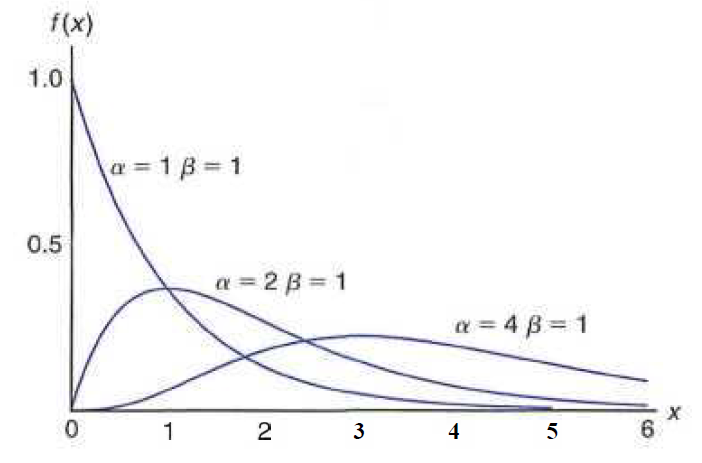 f(x)
1.0
α = 1 β = 1
0.5
α = 2 β = 1
α = 4 β = 1
x
0 1 2 3 4 5 6